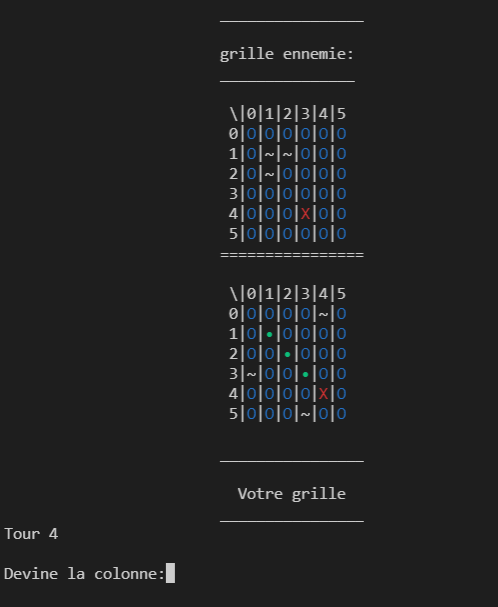 ________________
grille ennemie:
_______________
\|0|1|2|3|4|5
0|O|O|O|O|O|O
1|O|~|~|O|O|O
2|O|~|O|O|O|O
3|O|O|O|O|O|O
4|O|O|O|X|O|O
5|O|O|O|O|O|O
================
\|0|1|2|3|4|5
0|O|O|O|O|~|O
1|O|•|O|O|O|O
2|O|O|•|O|O|O
3|~|O|O|•|O|O
4|O|O|O|O|X|O
5|O|O|O|~|O|O
________________
Votre grille
________________
Tour 4
Devine la colonne: